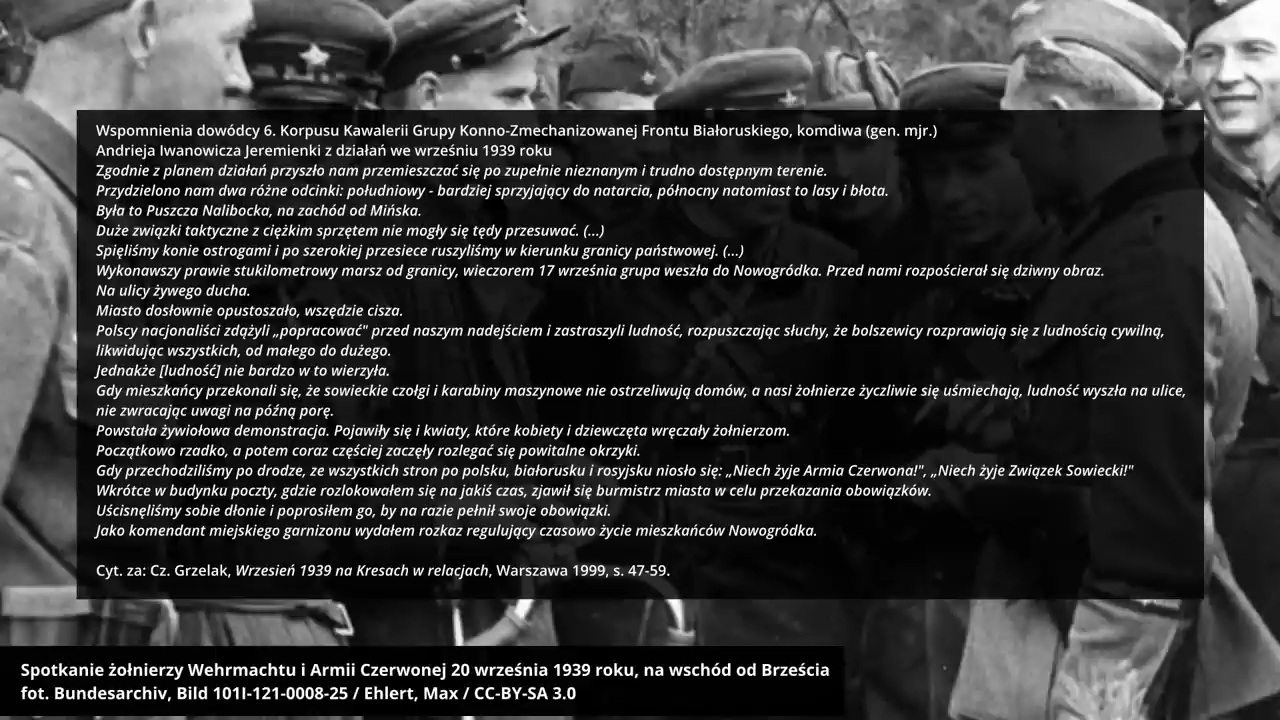 Wspomnienia dowódcy 6. Korpusu Kawalerii Grupy Konno-Zmechanizowanej Frontu Białoruskiego, komdiwa (gen. mjr.)
Andrieja Iwanowicza Jeremienki z działań we wrześniu 1939 roku
Zgodnie z planem działań przyszło nam przemieszczać się po zupełnie nieznanym i trudno dostępnym terenie.
Przydzielono nam dwa różne odcinki: południowy - bardziej sprzyjający do natarcia, północny natomiast to lasy i błota.
Była to Puszcza Nalibocka, na zachód od Mińska.
Duże związki taktyczne z ciężkim sprzętem nie mogły się tędy przesuwać. (...)
Spięliśmy konie ostrogami i po szerokiej przesiece ruszyliśmy w kierunku granicy państwowej. (...)
Wykonawszy prawie stukilometrowy marsz od granicy, wieczorem 17 września grupa weszła do Nowogródka. Przed nami rozpościerał się dziwny obraz.
Na ulicy żywego ducha.
Miasto dosłownie opustoszało, wszędzie cisza.
Polscy nacjonaliści zdążyli „popracować" przed naszym nadejściem i zastraszyli ludność, rozpuszczając słuchy, że bolszewicy rozprawiają się z ludnością cywilną,
likwidując wszystkich, od małego do dużego.
Jednakże [ludność] nie bardzo w to wierzyła.
Gdy mieszkańcy przekonali się, że sowieckie czołgi i karabiny maszynowe nie ostrzeliwują domów, a nasi żołnierze życzliwie się uśmiechają, ludność wyszła na ulice,
nie zwracając uwagi na późną porę.
Powstała żywiołowa demonstracja. Pojawiły się i kwiaty, które kobiety i dziewczęta wręczały żołnierzom.
Początkowo rzadko, a potem coraz częściej zaczęły rozlegać się powitalne okrzyki.
Gdy przechodziliśmy po drodze, ze wszystkich stron po polsku, białorusku i rosyjsku niosło się: „Niech żyje Armia Czerwona!", „Niech żyje Związek Sowiecki!"
Wkrótce w budynku poczty, gdzie rozlokowałem się na jakiś czas, zjawił się burmistrz miasta w celu przekazania obowiązków.
Uścisnęliśmy sobie dłonie i poprosiłem go, by na razie pełnił swoje obowiązki.
Jako komendant miejskiego garnizonu wydałem rozkaz regulujący czasowo życie mieszkańców Nowogródka.
Cyt. za: Cz. Grzelak, Wrzesień 1939 na Kresach w relacjach, Warszawa 1999, s. 47-59.
Spotkanie żołnierzy Wehrmachtu i Armii Czerwonej 20 września 1939 roku, na wschód od Brześcia
fot. Bundesarchiv, Bild 101I-121-0008-25 / Ehlert, Max / CC-BY-SA 3.0